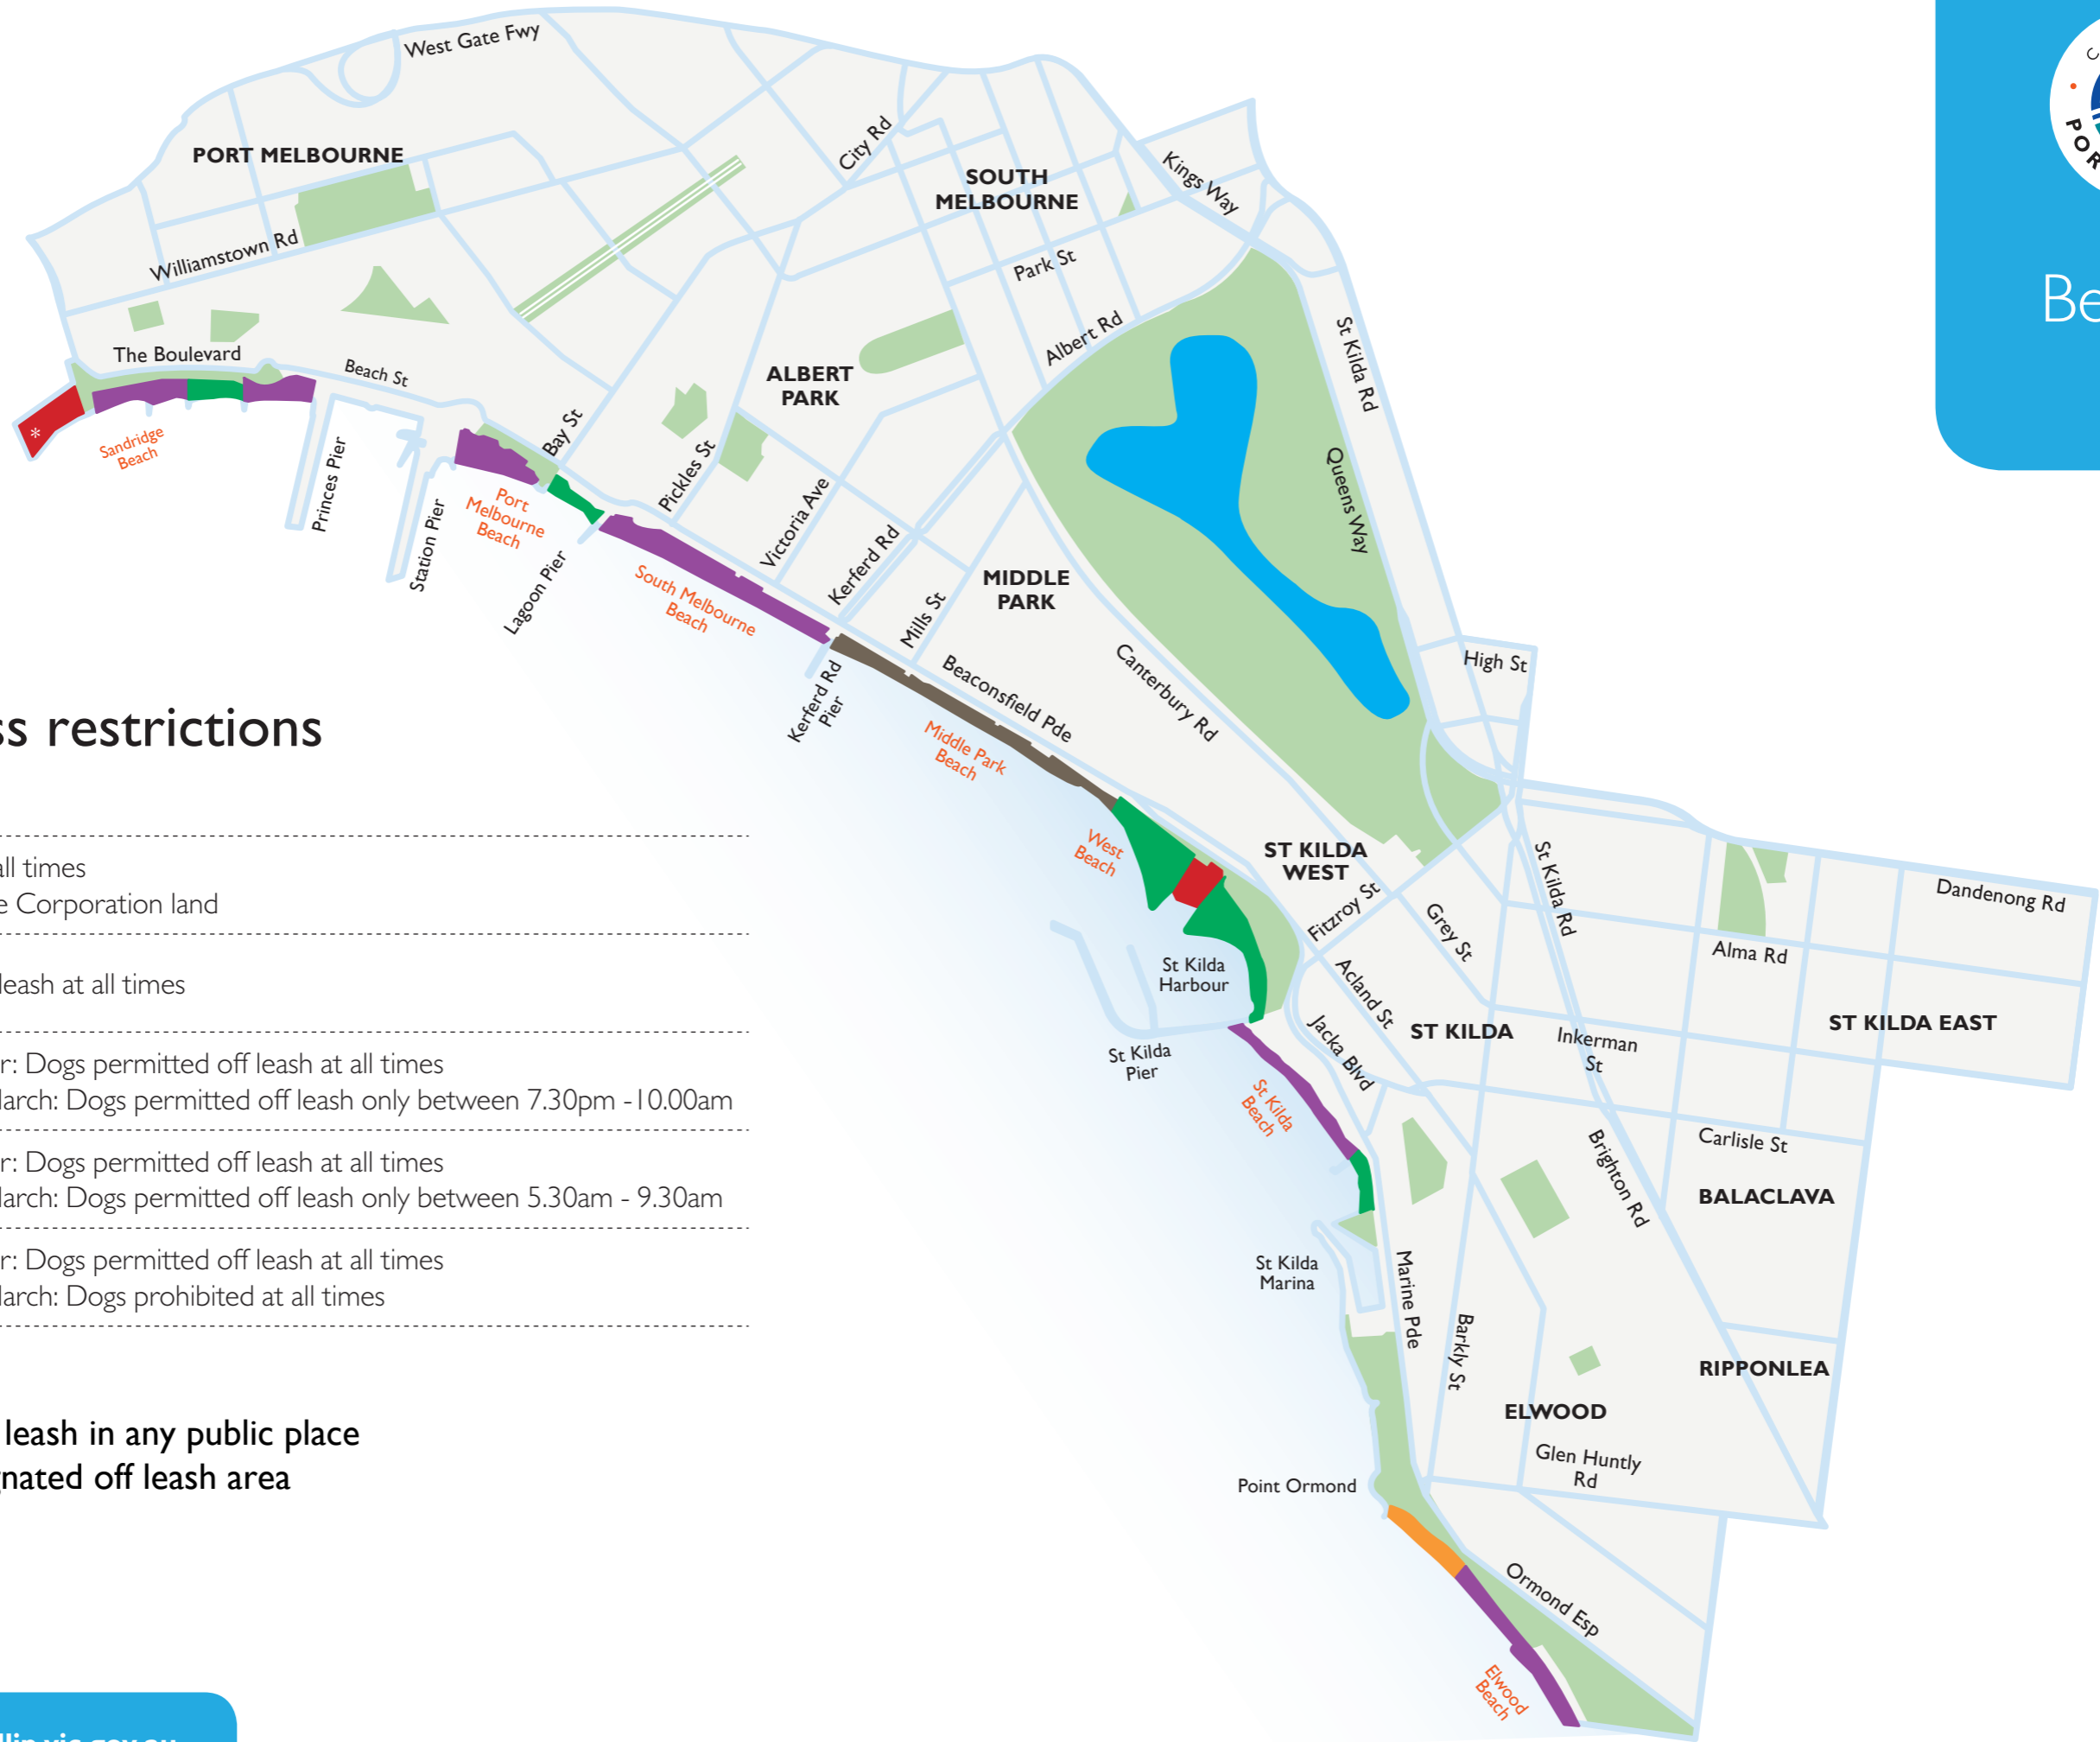 West Gate Fwy
PORT MELBOURNE
City Rd
SOUTH
MELBOURNE
Kings Way
Williamstown Rd
Park St
The Boulevard
Beach St
Albert Rd
St Kilda Rd
ALBERT
PARK
*
Sandridge
Beach
Bay St
Princes Pier
Station Pier
Port
Melbourne
Beach
Pickles St
Victoria Ave
Queens Way
Lagoon Pier
South Melbourne
Beach
Kerferd Rd
Mills St
MIDDLE
PARK
Kerferd Rd
Pier
Beaconsfield Pde
Canterbury Rd
High St
Middle Park
Beach
West
Beach
ST KILDA
WEST
Fitzroy St
Grey St
St Kilda Rd
Dandenong Rd
Alma Rd
St Kilda
Harbour
Acland St
Jacka Blvd
ST KILDA
Inkerman
St
ST KILDA EAST
St Kilda
Pier
St Kilda
Beach
Carlisle St
Brighton Rd
BALACLAVA
St Kilda
Marina
Marine Pde
Barkly St
RIPPONLEA
ELWOOD
Glen Huntly
Rd
Point Ormond
Ormond Esp
Elwood
Beach
Be
POR
ss restrictions
all times
e Corporation land
leash at all times
r: Dogs permitted off leash at all times
March: Dogs permitted off leash only between 7.30pm -10.00am
r: Dogs permitted off leash at all times
March: Dogs permitted off leash only between 5.30am - 9.30am
r: Dogs permitted off leash at all times
March: Dogs prohibited at all times
leash in any public place
gnated off leash area